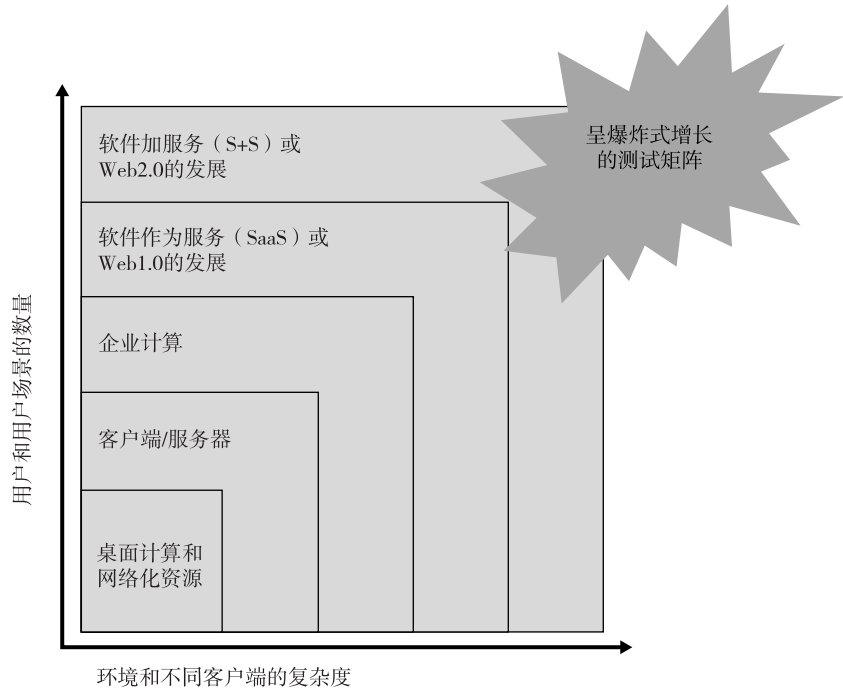 呈爆炸式增长
的测试矩阵
软件加服务（S+S）或
Web2.0的发展
软件作为服务（SaaS）或
Web1.0的发展
企业计算
客户端/服务器
桌面计算和
网络化资源
用户和用户场景的数量
环境和不同客户端的复杂度